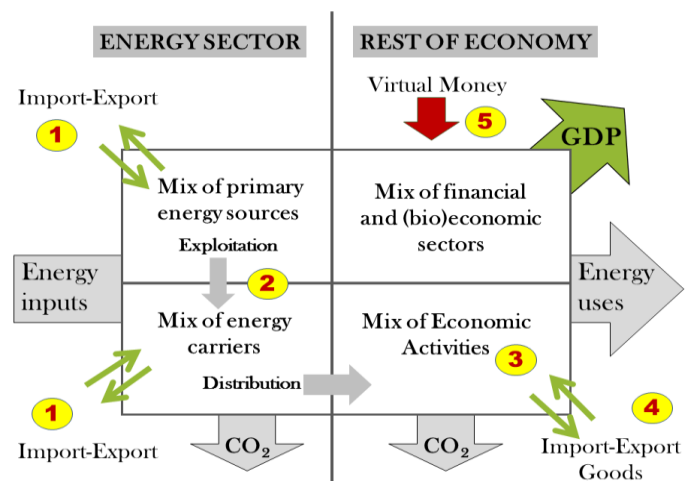 ENERGY SECTOR
REST OF ECONOMY
Import-Export
1
Virtual Money
5
GDP
Mix of primary
energy sources
Exploitation
Mix of financial
and (bio)economic
sectors
Energy
inputs
2
Energy
uses
Mix of energy
carriers
Distribution
Mix of Economic
Activities
3
1
Import-Export
CO₂
CO₂
4
Import-Export
Goods